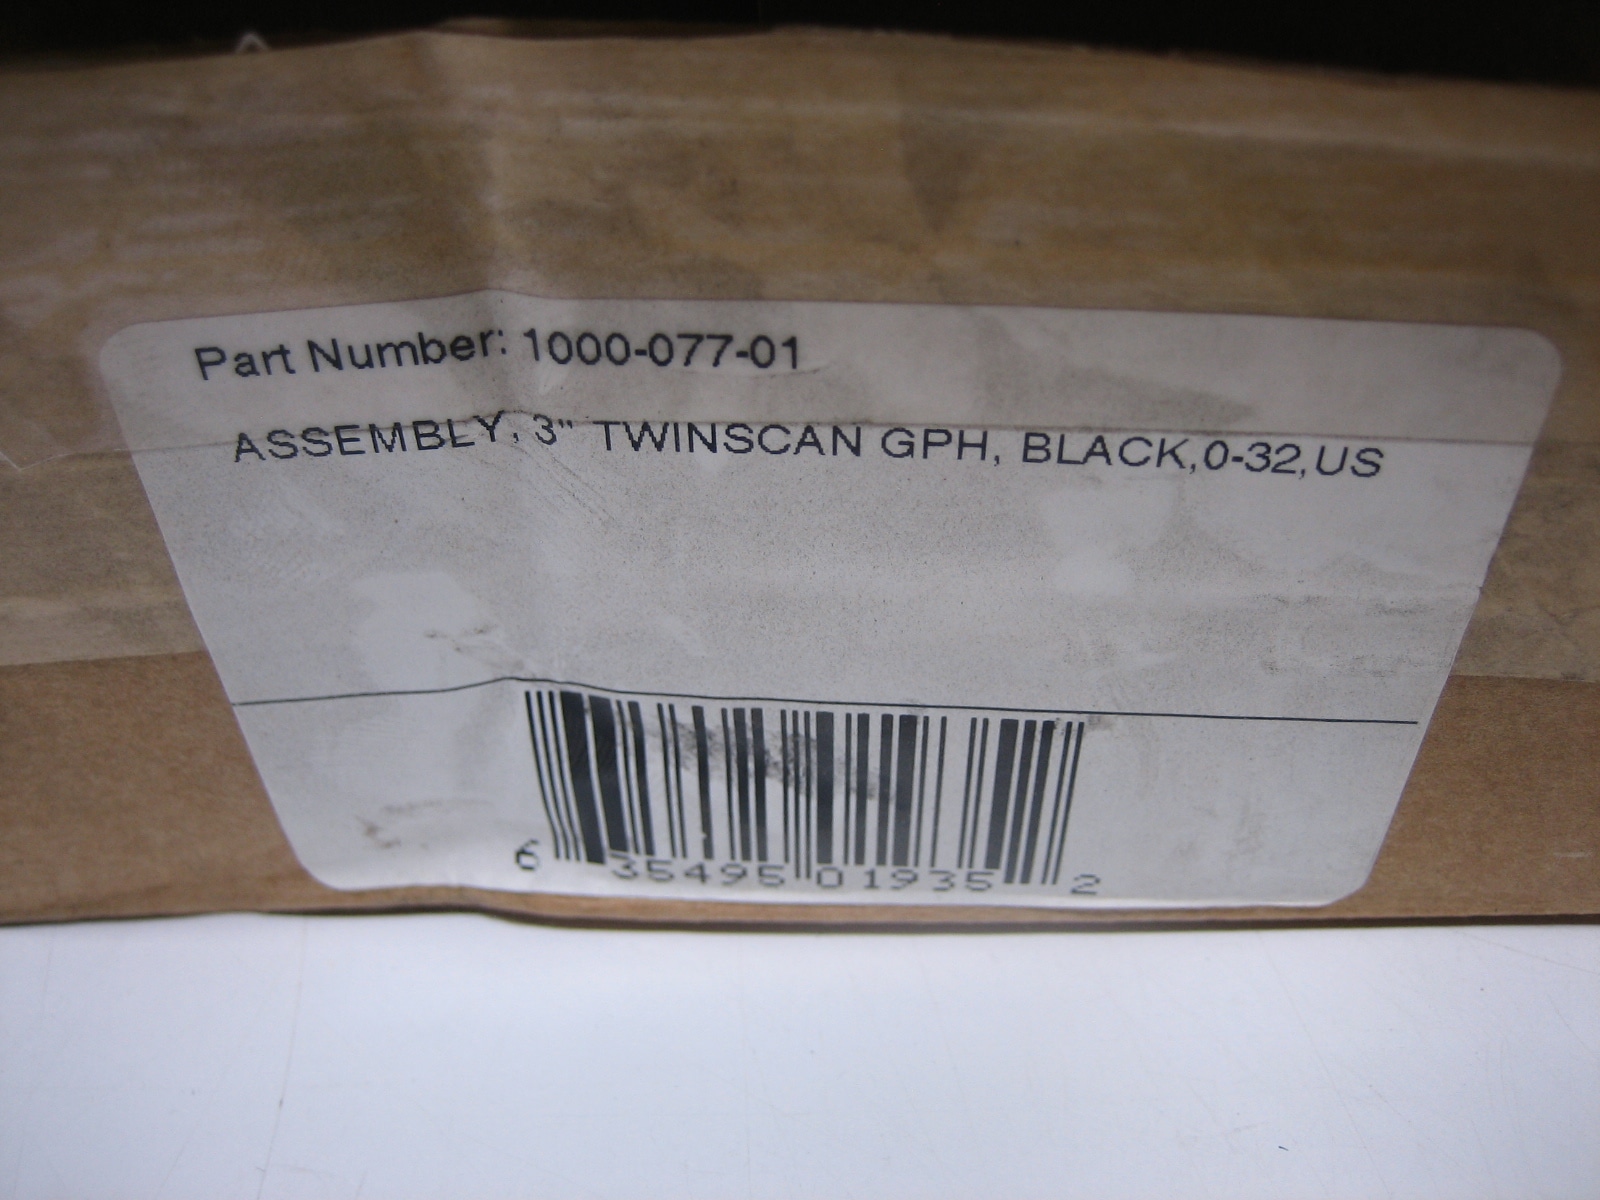 Part Number: 1000-077-01
ASSEMBLY, 3" TWINSCAN GPH, BLACK,0-32,US
6 35495 01935 2